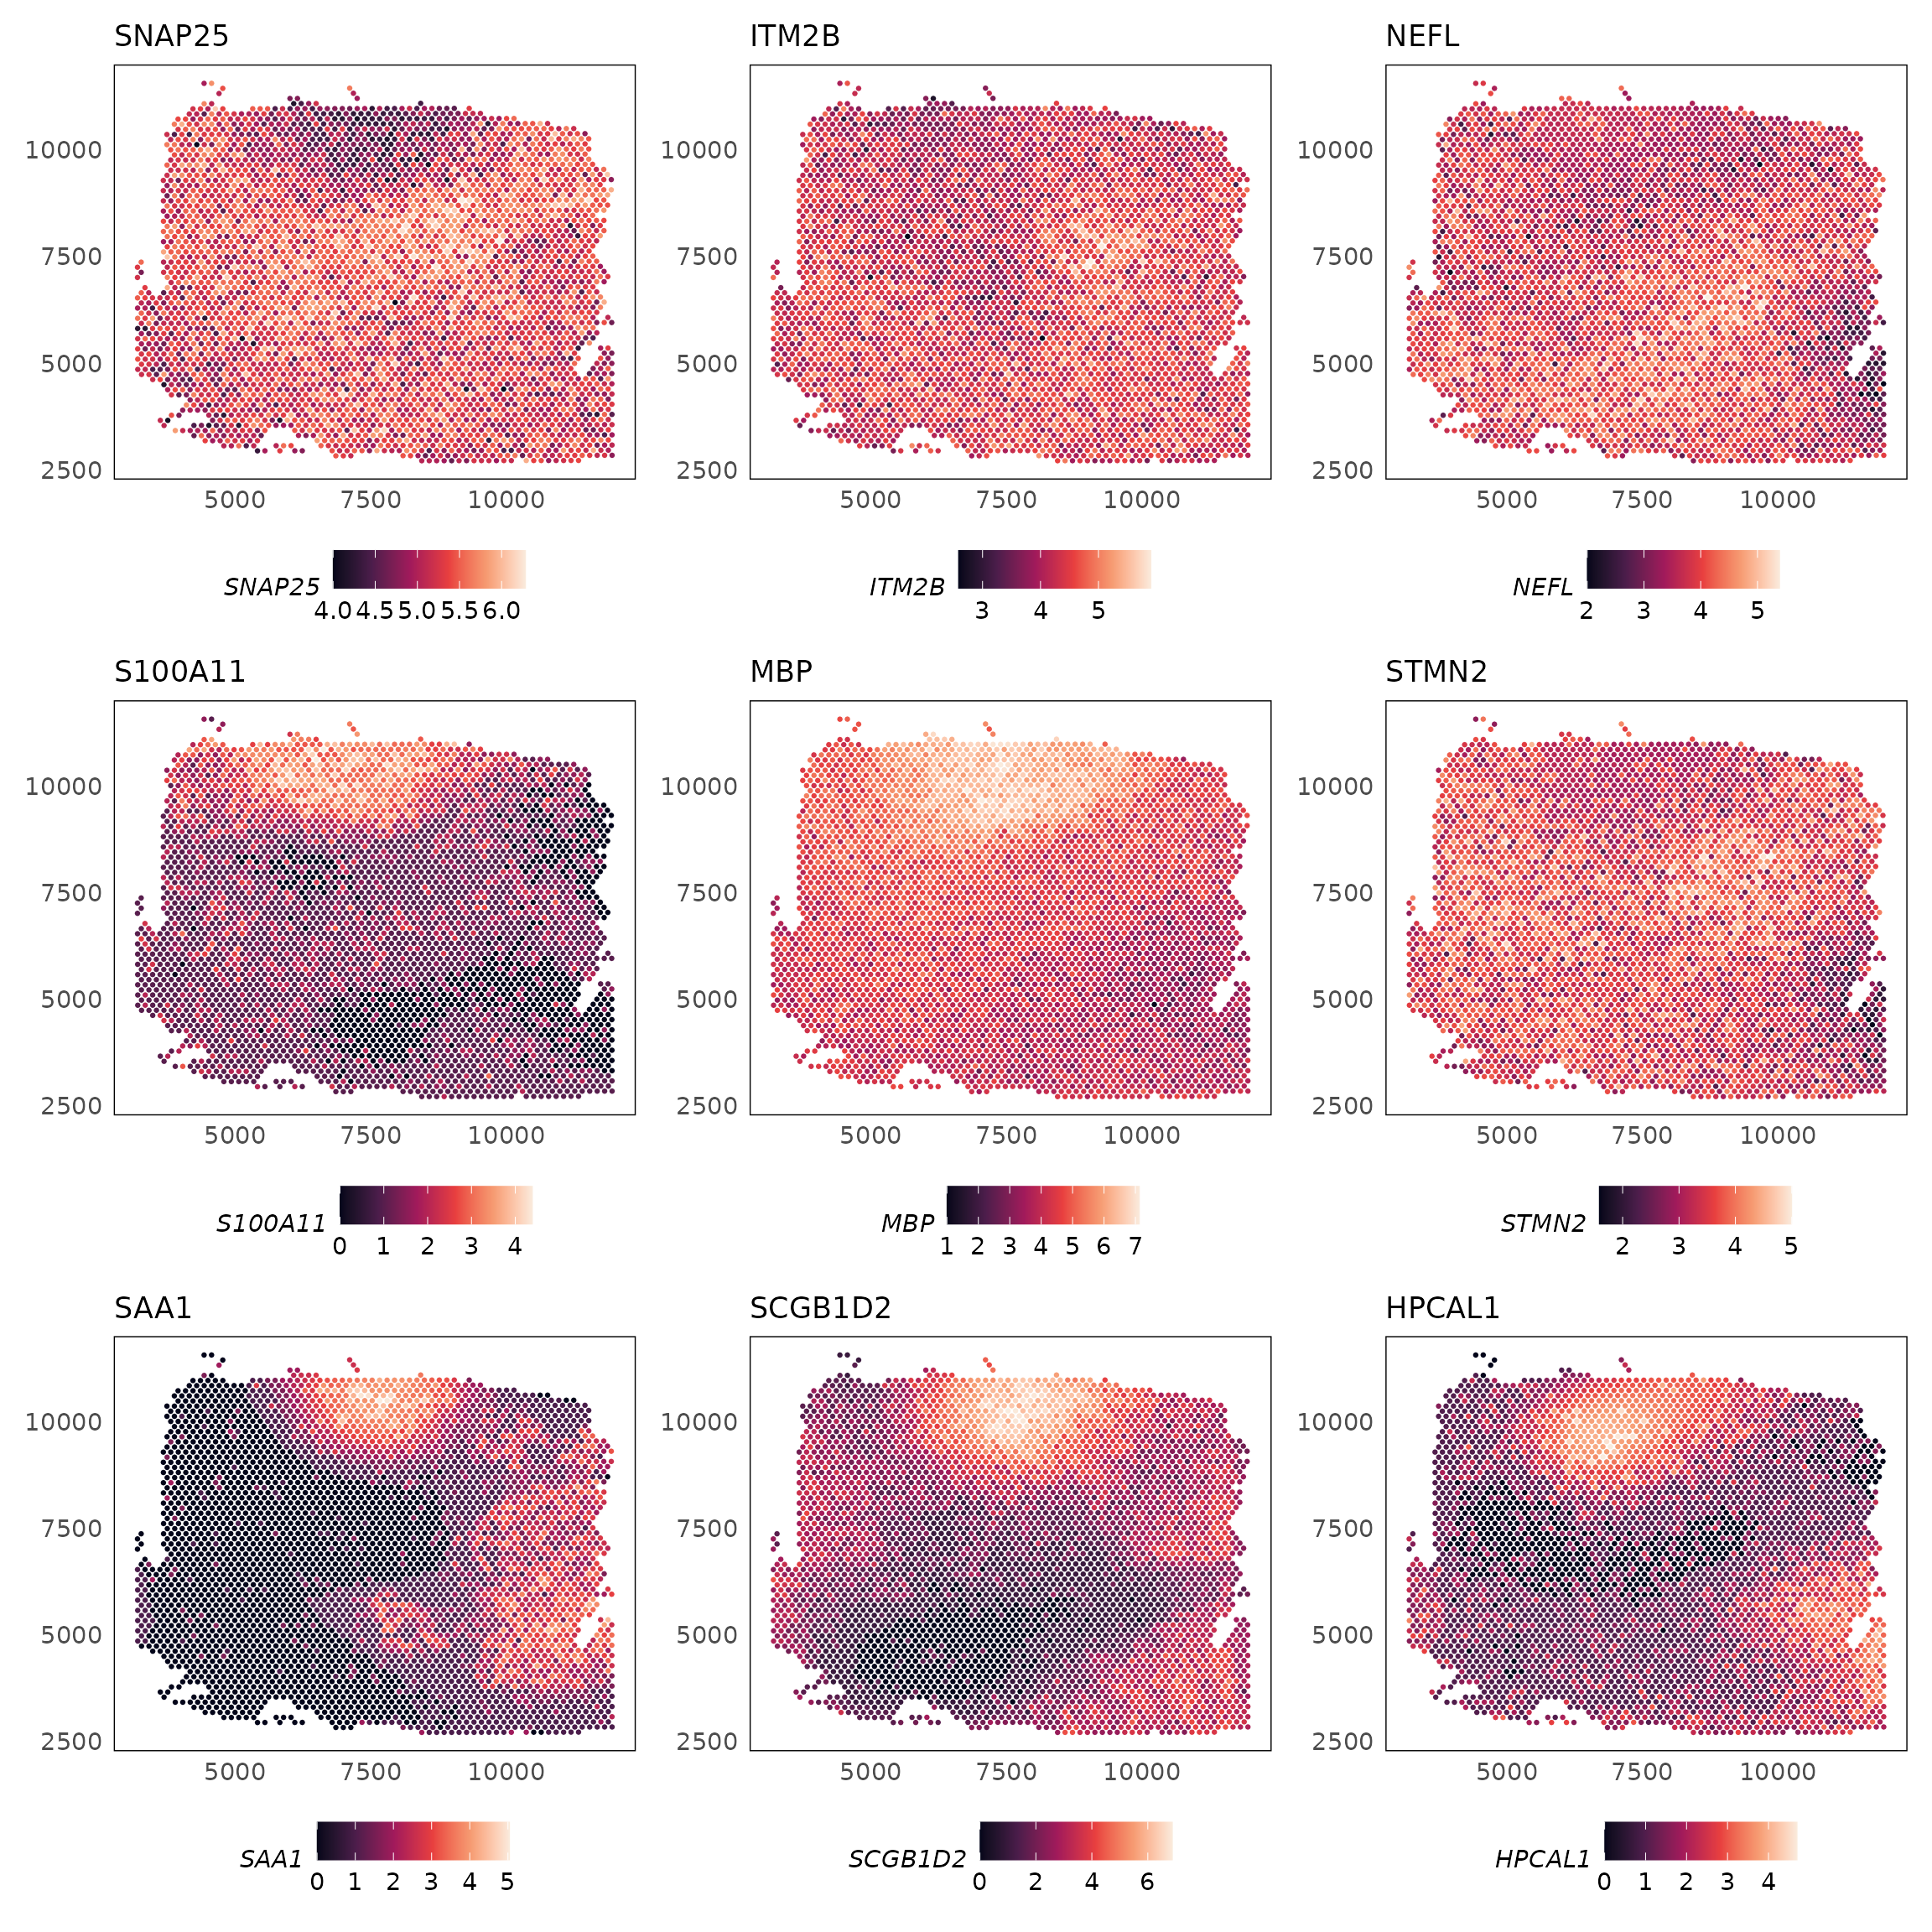 SNAP25 ITM2B NEFL
10000 10000 10000
7500 7500 7500
5000 5000 5000
2500 2500 2500
5000 7500 10000 5000 7500 10000 5000 7500 10000
SNAP25 ITM2B NEFL
4.0 4.5 5.0 5.5 6.0 3 4 5 2 3 4 5
S100A11 MBP STMN2
10000 10000 10000
7500 7500 7500
5000 5000 5000
2500 2500 2500
5000 7500 10000 5000 7500 10000 5000 7500 10000
S100A11 MBP STMN2
0 1 2 3 4 1 2 3 4 5 6 7 2 3 4 5
SAA1 SCGB1D2 HPCAL1
10000 10000 10000
7500 7500 7500
5000 5000 5000
2500 2500 2500
5000 7500 10000 5000 7500 10000 5000 7500 10000
SAA1 SCGB1D2 HPCAL1
0 1 2 3 4 5 0 2 4 6 0 1 2 3 4